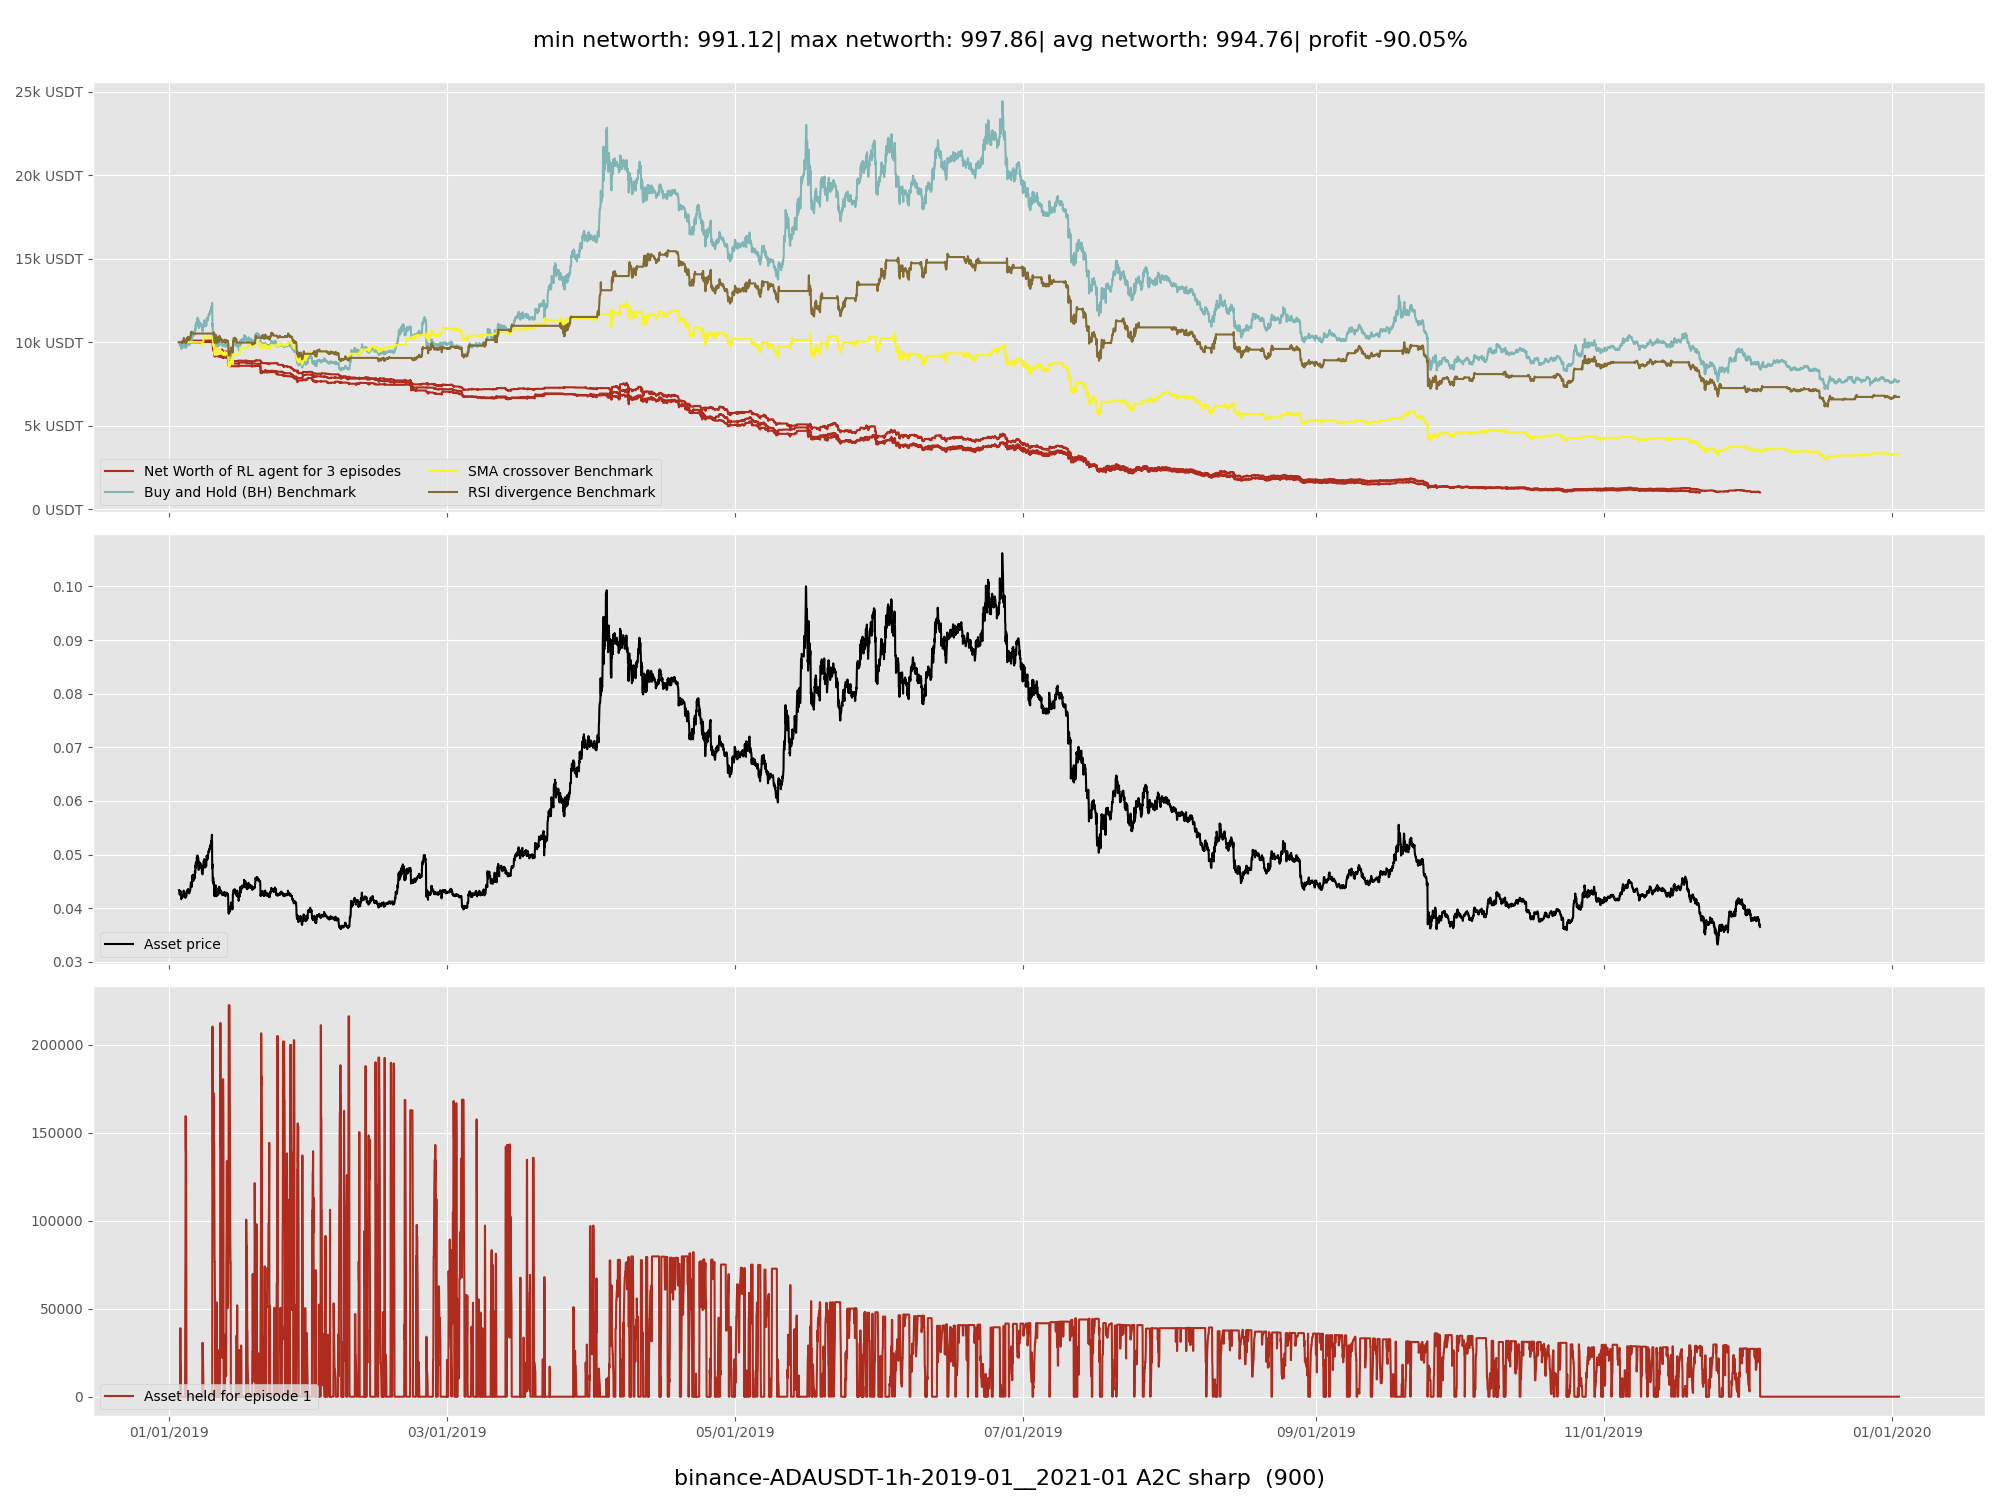 min networth: 991.12| max networth: 997.86| avg networth: 994.76| profit -90.05%
25k USDT
20k USDT
15k USDT
10k USDT
5k USDT
0 USDT
Net Worth of RL agent for 3 episodes
Buy and Hold (BH) Benchmark
SMA crossover Benchmark
RSI divergence Benchmark
0.10
0.09
0.08
0.07
0.06
0.05
0.04
0.03
Asset price
200000
150000
100000
50000
0
Asset held for episode 1
01/01/2019 03/01/2019 05/01/2019 07/01/2019 09/01/2019 11/01/2019 01/01/2020
binance-ADAUSDT-1h-2019-01__2021-01 A2C sharp  (900)